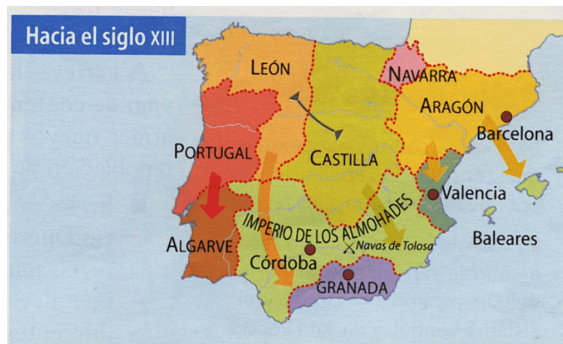 Hacia el siglo XIII
LEÓN
NAVARRA
ARAGÓN
Barcelona
PORTUGAL
CASTILLA
Valencia
IMPERIO DE LOS ALMOHADES
Baleares
ALGARVE
Navas de Tolosa
Córdoba
GRANADA